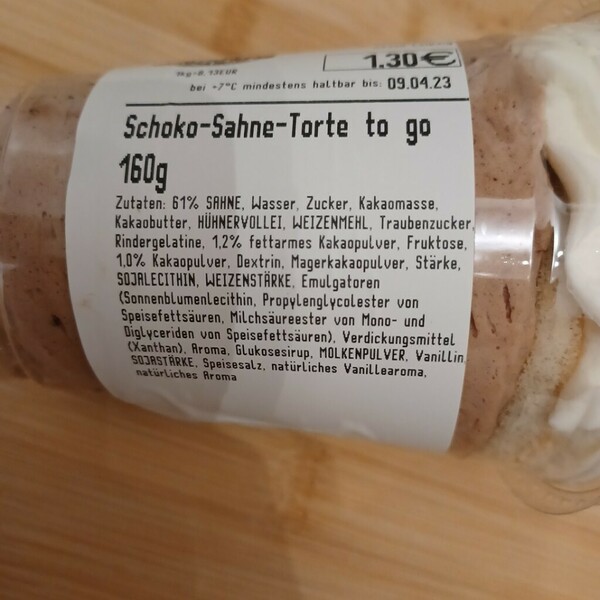 1.30€
bei +7°C mindestens haltbar bis: 09.04.23
Schoko-Sahne-Torte to go
160g
Zutaten: 61% SAHNE, Wasser, Zucker, Kakaomasse,
Kakaobutter, HÜHNERVOLLEI, WEIZENMEHL, Traubenzucker,
Rindergelatine, 1,2% fettarmes Kakaopulver, Fruktose,
1,0% Kakaopulver, Dextrin, Magerkakaopulver, Stärke,
SOJALECITHIN, WEIZENSTÄRKE, Emulgatoren
(Sonnenblumenlecithin, Propylenglycolester von
Speisefettsäuren, Milchsäureester von Mono- und
Diglyceriden von Speisefettsäuren), Verdickungsmittel
(Xanthan), Aroma, Glukosesirup, MOLKENPULVER, Vanillin,
SOJASTÄRKE, Speisesalz, natürliches Vanillearoma,
natürliches Aroma